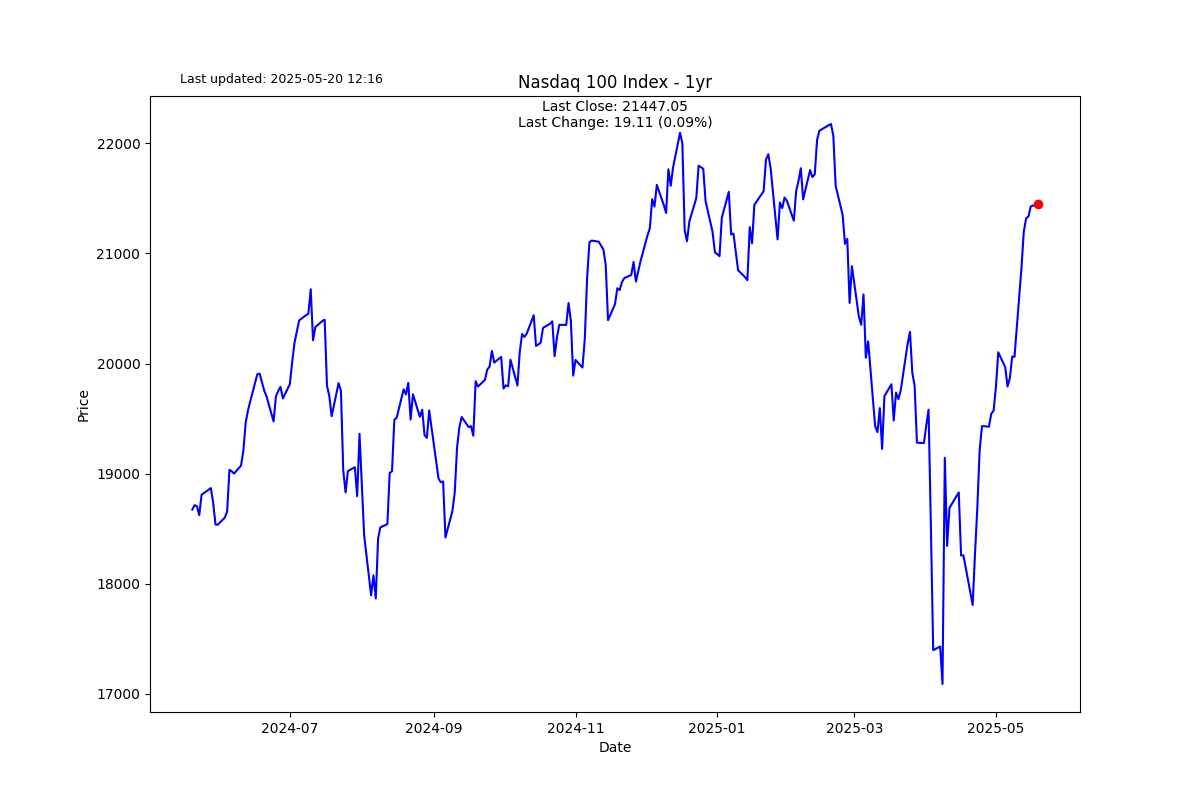 Last updated: 2025-05-20 12:16
Nasdaq 100 Index - 1yr
Last Close: 21447.05
Last Change: 19.11 (0.09%)
22000
21000
20000
19000
18000
17000
Price
2024-07
2024-09
2024-11
2025-01
2025-03
2025-05
Date